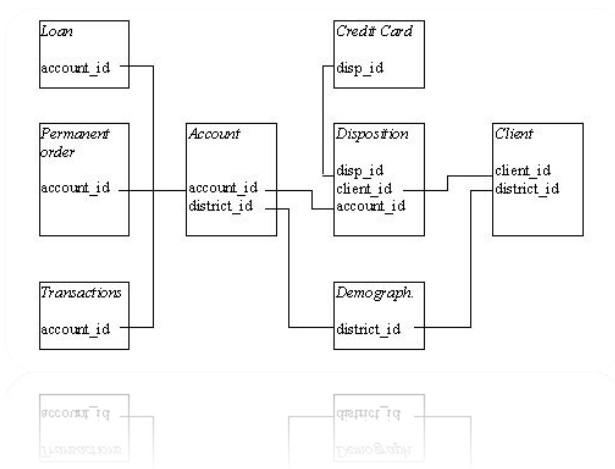 Loan
account_id
Credit Card
disp_id
Permanent
order
account_id
Account
account_id
district_id
Disposition
disp_id
client_id
account_id
Client
client_id
district_id
Transactions
account_id
Demograph.
district_id
account_id
Transactions
district_id
Demograph.